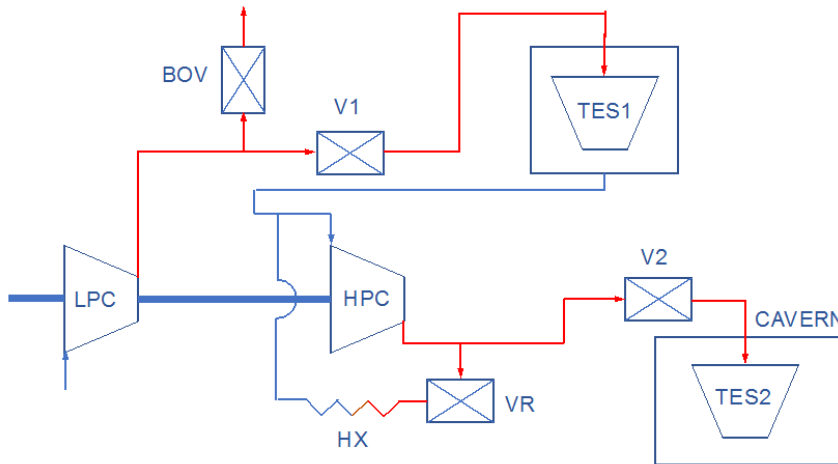 BOV
V1
TES1
LPC
HPC
V2
CAVERN
TES2
VR
HX